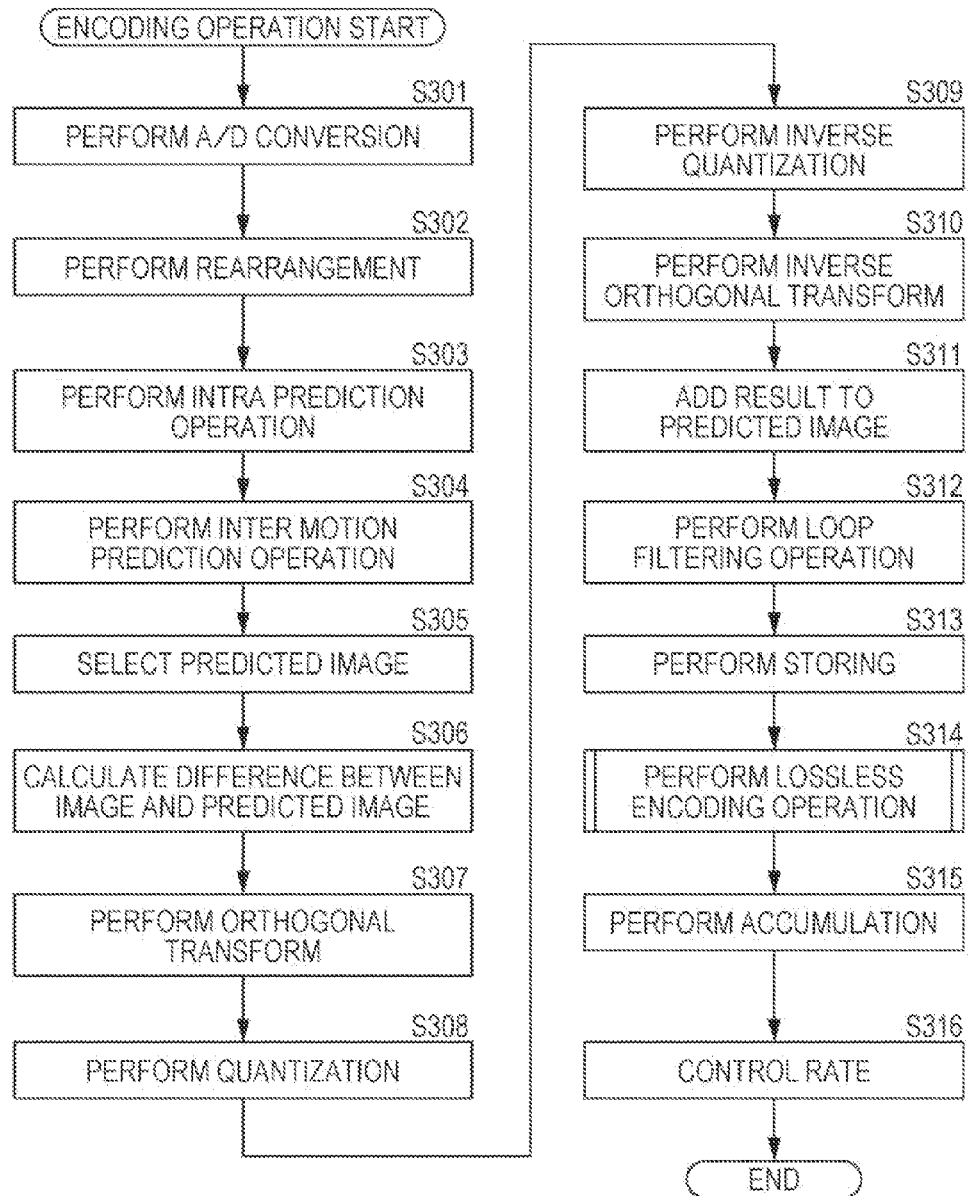 ENCODING OPERATION START
S301
PERFORM A/D CONVERSION
S302
PERFORM REARRANGEMENT
S303
PERFORM INTRA PREDICTION
OPERATION
S304
PERFORM INTER MOTION
PREDICTION OPERATION
S305
SELECT PREDICTED IMAGE
S306
CALCULATE DIFFERENCE BETWEEN
IMAGE AND PREDICTED IMAGE
S307
PERFORM ORTHOGONAL
TRANSFORM
S308
PERFORM QUANTIZATION
S309
PERFORM INVERSE
QUANTIZATION
S310
PERFORM INVERSE
ORTHOGONAL TRANSFORM
S311
ADD RESULT TO
PREDICTED IMAGE
S312
PERFORM LOOP
FILTERING OPERATION
S313
PERFORM STORING
S314
PERFORM LOSSLESS
ENCODING OPERATION
S315
PERFORM ACCUMULATION
S316
CONTROL RATE
END